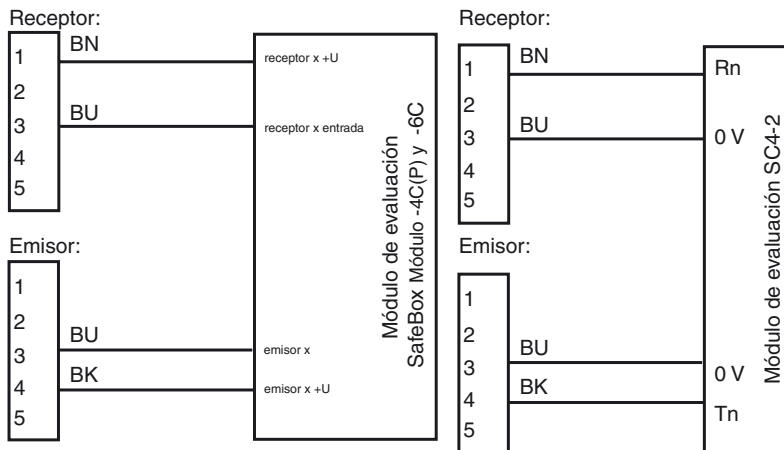 Receptor:
1
2
3
4
5
BN
BU
receptor x +U
receptor x entrada
Emisor:
1
2
3
4
5
BU
BK
emisor x
emisor x +U
Módulo de evaluación
SafeBox Módulo -4C(P) y -6C
Receptor:
1
2
3
4
5
BN
BU
Rn
0 V
Emisor:
1
2
3
4
5
BU
BK
0 V
Tn
Módulo de evaluación SC4-2